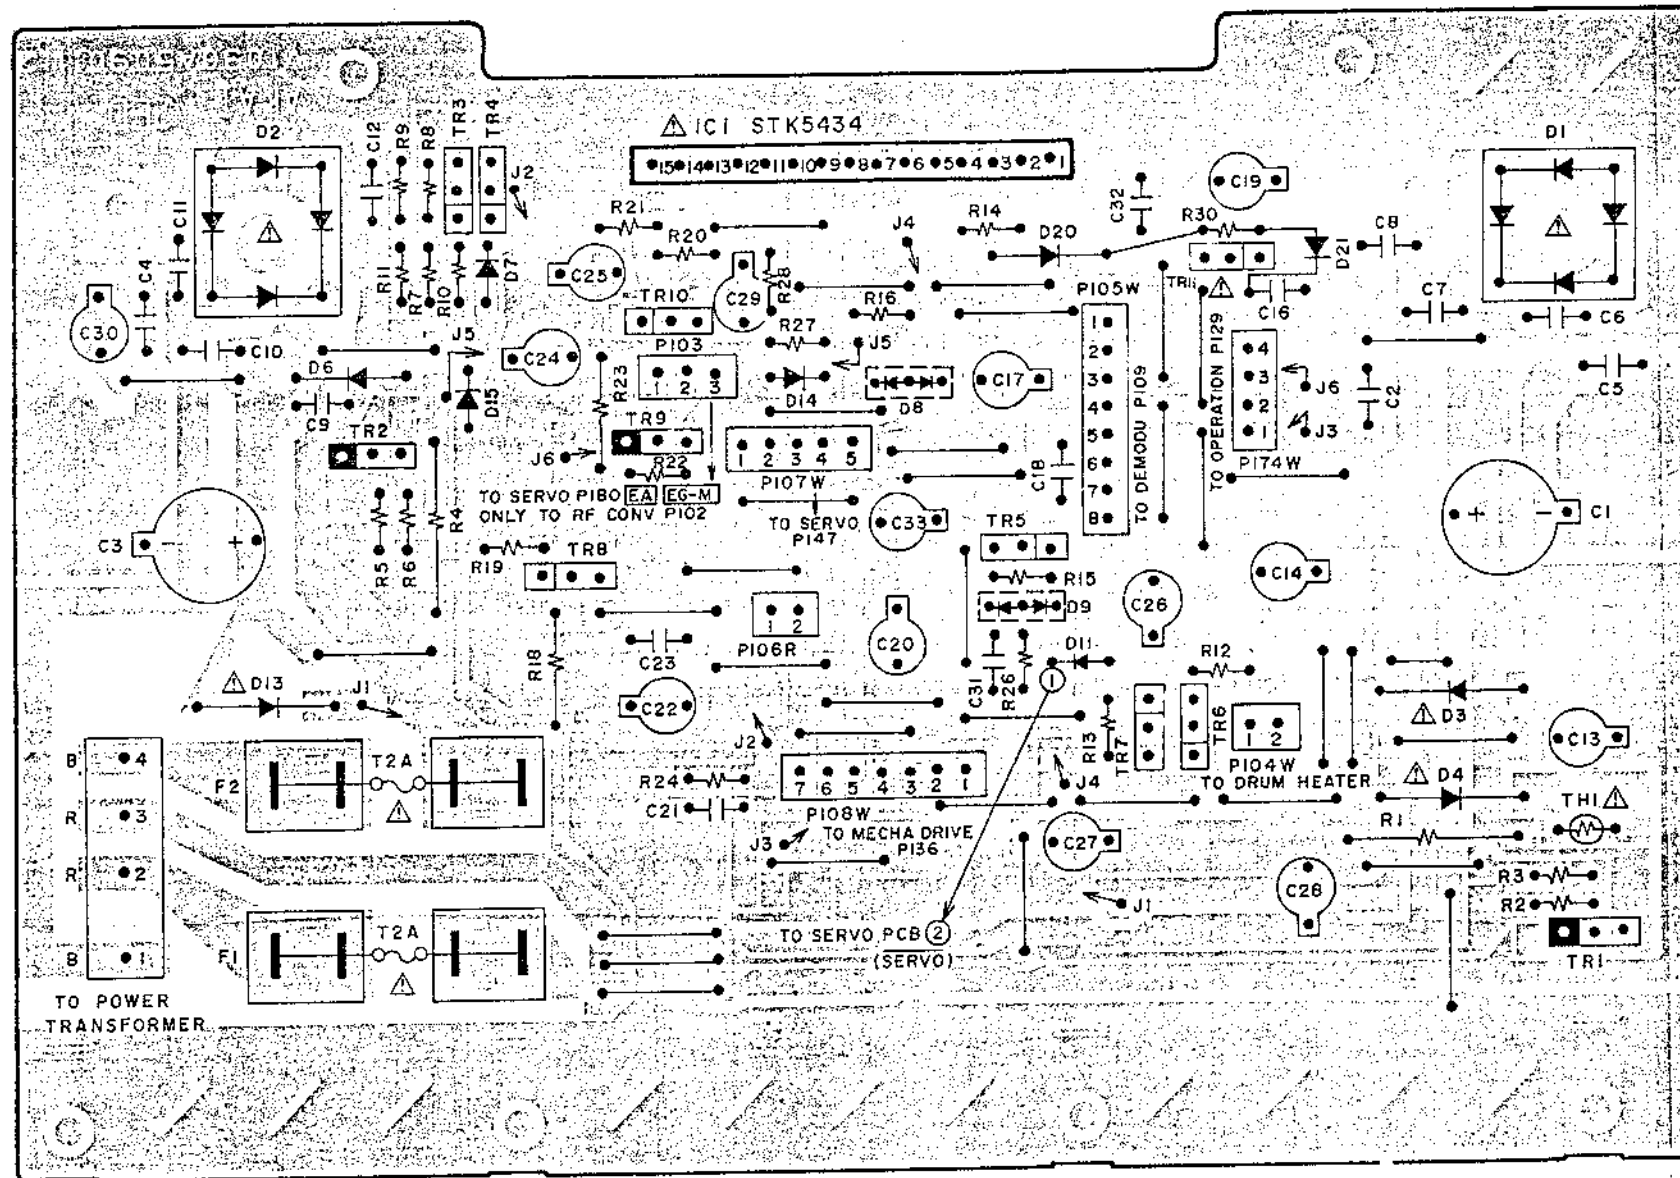 ⚠ IC1 STK5434
15 14 13 12 11 10 9 8 7 6 5 4 3 2 1
D2
C12
R9
R8
TR3
TR4
J2
C11
C4
C30
C10
R11
R7
R10
D7
⚠
R21
R20
C25
C29
R28
TR10
J4
R14
D20
C32
C19
R30
D21
C8
D1
⚠
TR11
⚠
C16
C7
C6
C5
R16
R27
J5
J5
C24
P103
1 2 3
D6
C9
D15
R23
D14
D8
C17
P105W
1
2
3
4
5
6
7
8
TO DEMODU P109
TO OPERATION P129
4
3
2
1
J6
J3
P174W
C2
TR2
TR9
J6
R22
1 2 3 4 5
P107W
C18
TO SERVO P180 EA EG-M
ONLY TO RF CONV P102
TO SERVO
P147
C3
- +
R5
R6
R4
R19
TR8
C33
TR5
R15
D9
C14
+ -
C1
C26
1 2
P106R
C20
C23
R18
C22
C31
R26
D11
1
R12
⚠ D13
J1
J2
R13
TR7
TR6
1 2
P104W
TO DRUM HEATER
⚠ D3
C13
B 4
R 3
R 2
B 1
F2
T2A
⚠
R24
C21
7 6 5 4 3 2 1
P108W
TO MECHA DRIVE
P136
J3
J4
⚠ D4
TH1 ⚠
R1
C27
C28
R3
R2
TR1
J1
F1
T2A
⚠
TO SERVO PCB 2
(SERVO)
TO POWER
TRANSFORMER